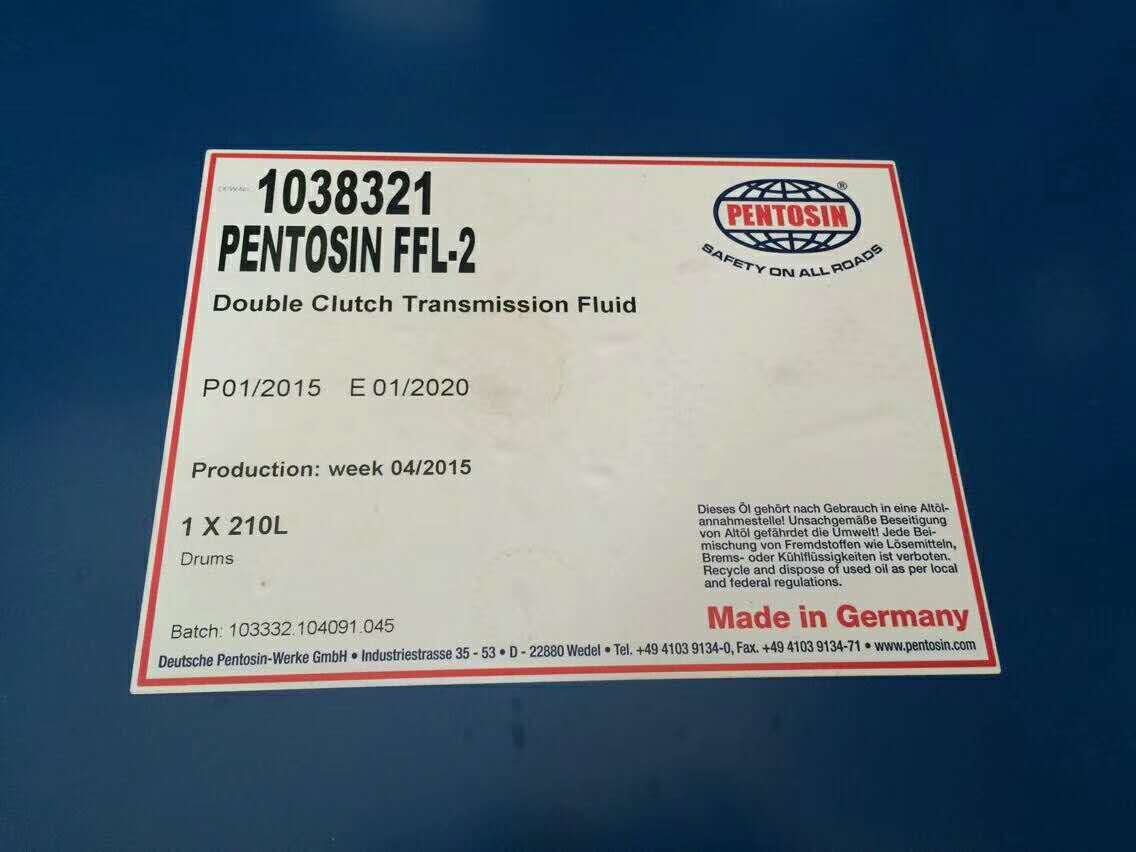 1038321
PENTOSIN FFL-2
Double Clutch Transmission Fluid
PENTOSIN ®
SAFETY ON ALL ROADS
P01/2015 E 01/2020
Production: week 04/2015
1 X 210L
Drums
Dieses Öl gehört nach Gebrauch in eine Altöl-
annahmestelle! Unsachgemäße Beseitigung
von Altöl gefährdet die Umwelt! Jede Bei-
mischung von Fremdstoffen wie Lösemitteln,
Brems- oder Kühlflüssigkeiten ist verboten.
Recycle and dispose of used oil as per local
and federal regulations.
Made in Germany
Batch: 103332.104091.045
Deutsche Pentosin-Werke GmbH • Industriestrasse 35 - 53 • D - 22880 Wedel • Tel. +49 4103 9134-0, Fax. +49 4103 9134-71 • www.pentosin.com